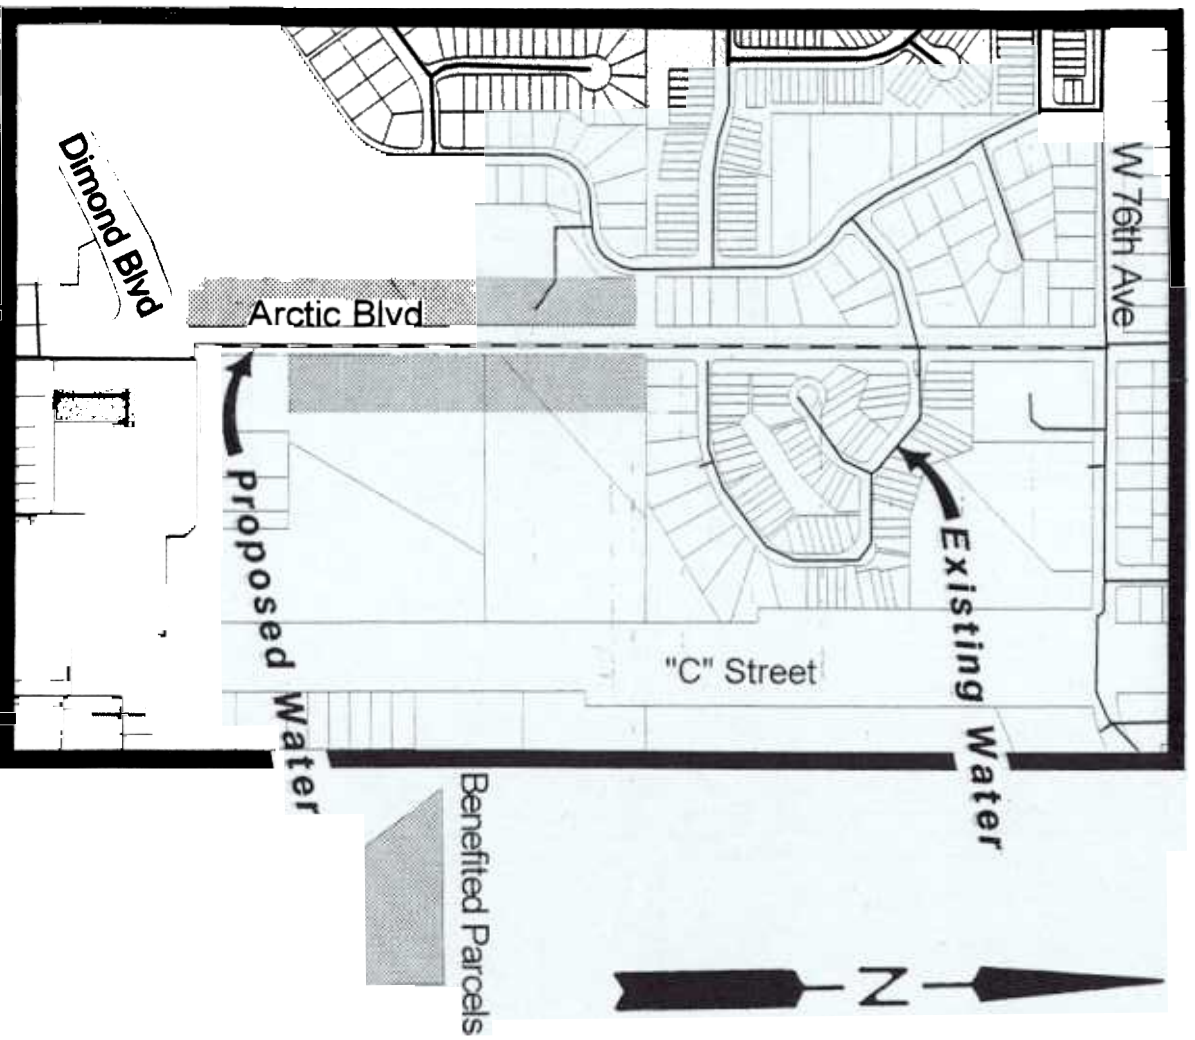 Dimond Blvd
W 76th Ave
Arctic Blvd
Proposed Water
Existing Water
"C" Street
Benefited Parcels
N